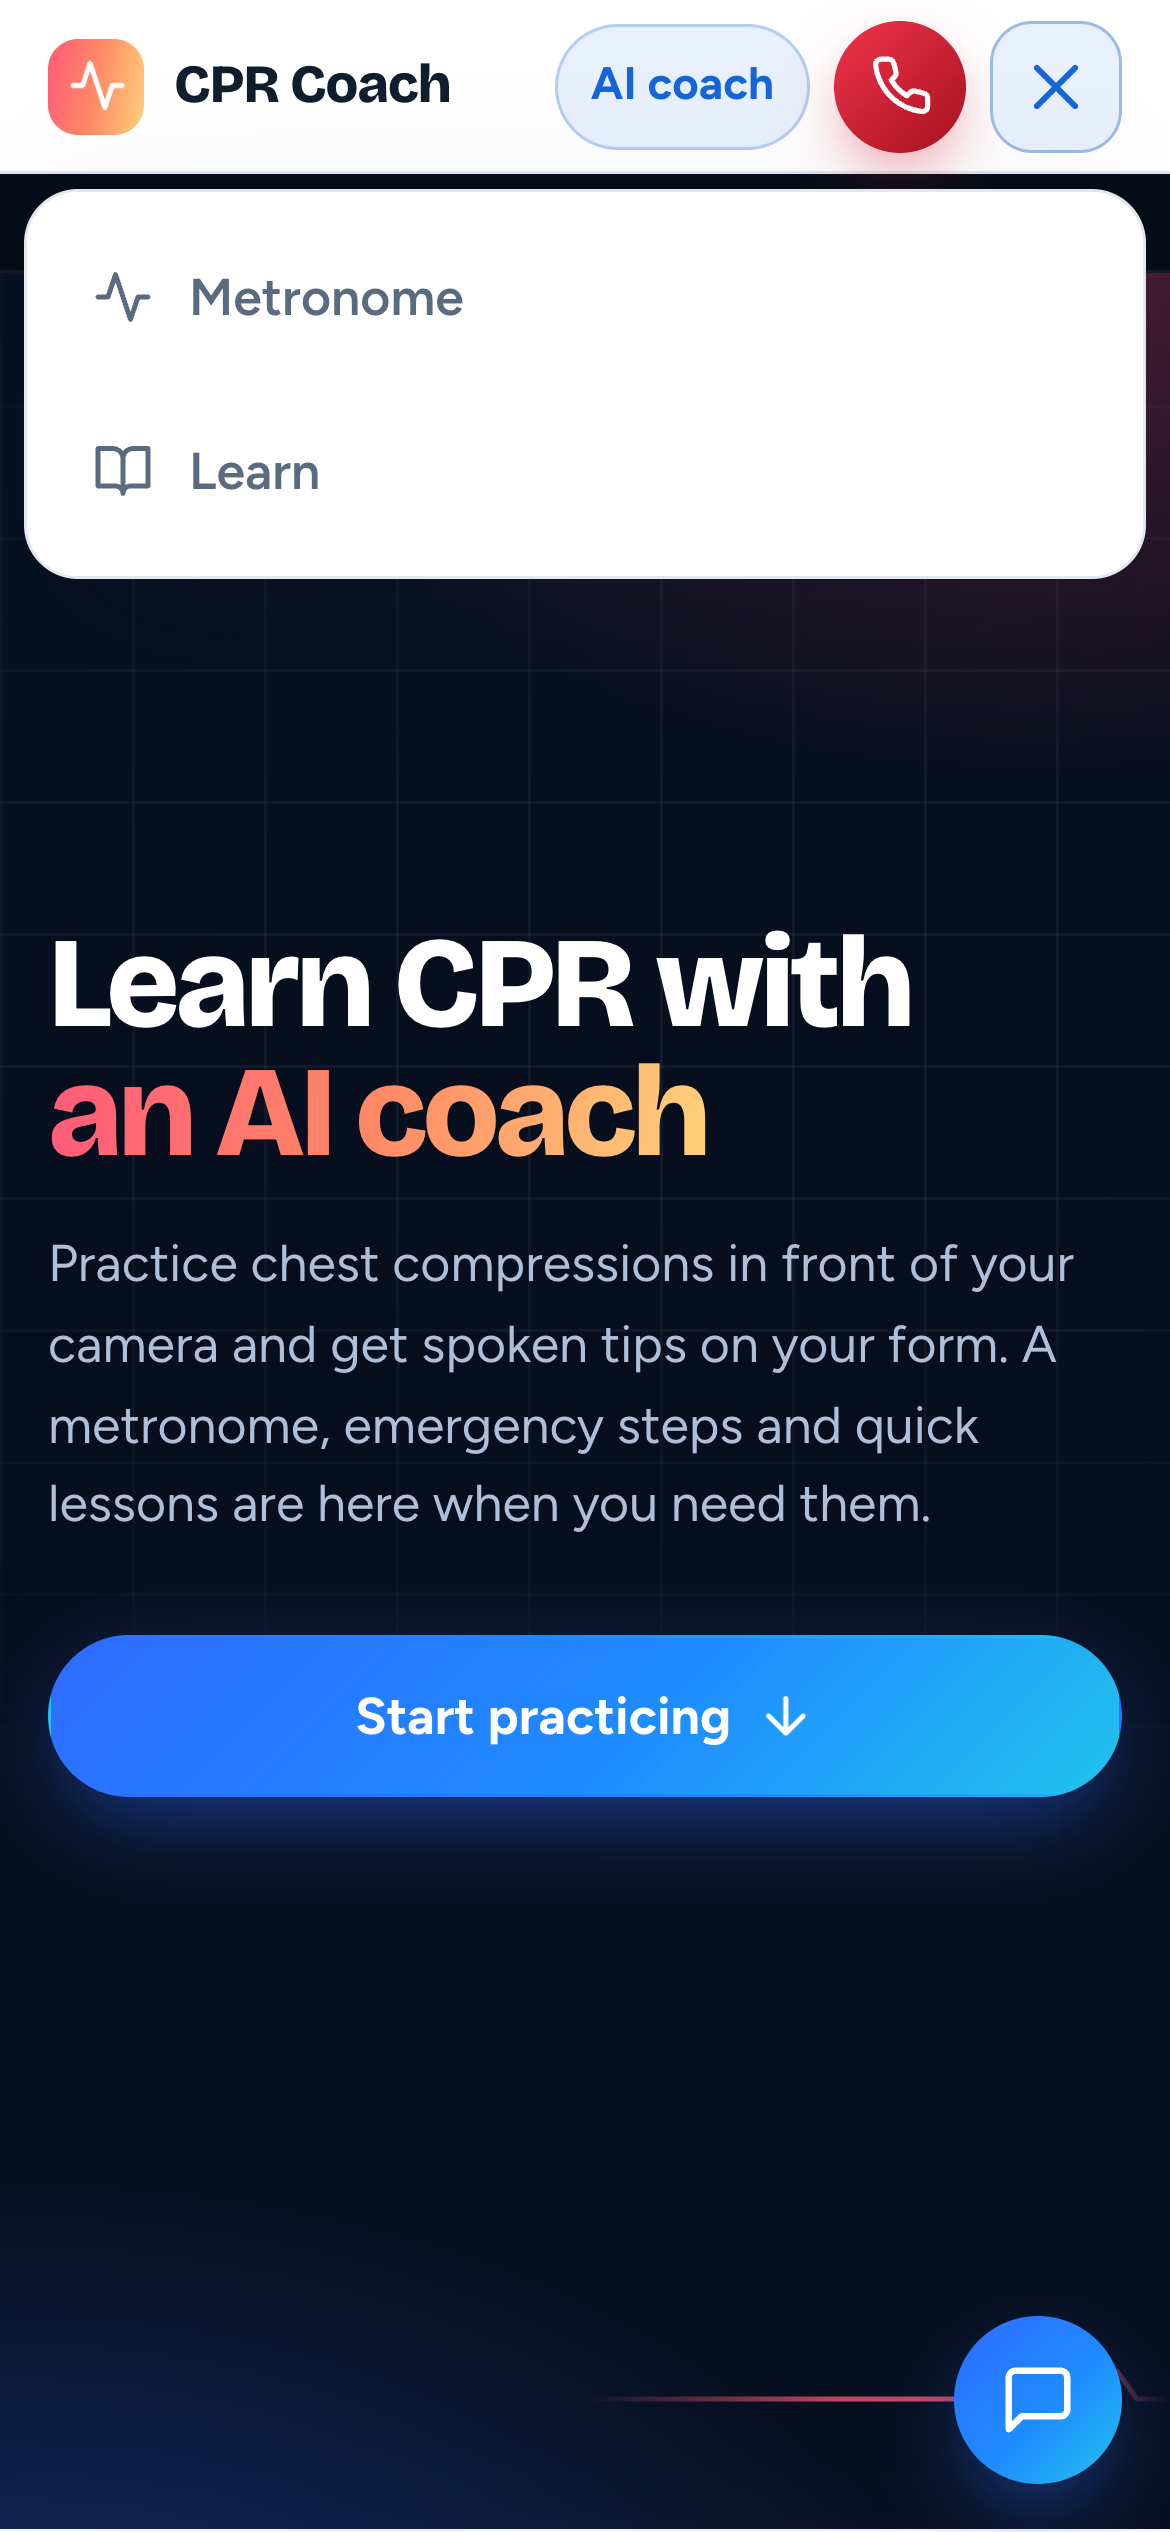 CPR Coach
AI coach
Metronome
Learn
Learn CPR with
an AI coach
Practice chest compressions in front of your
camera and get spoken tips on your form. A
metronome, emergency steps and quick
lessons are here when you need them.
Start practicing